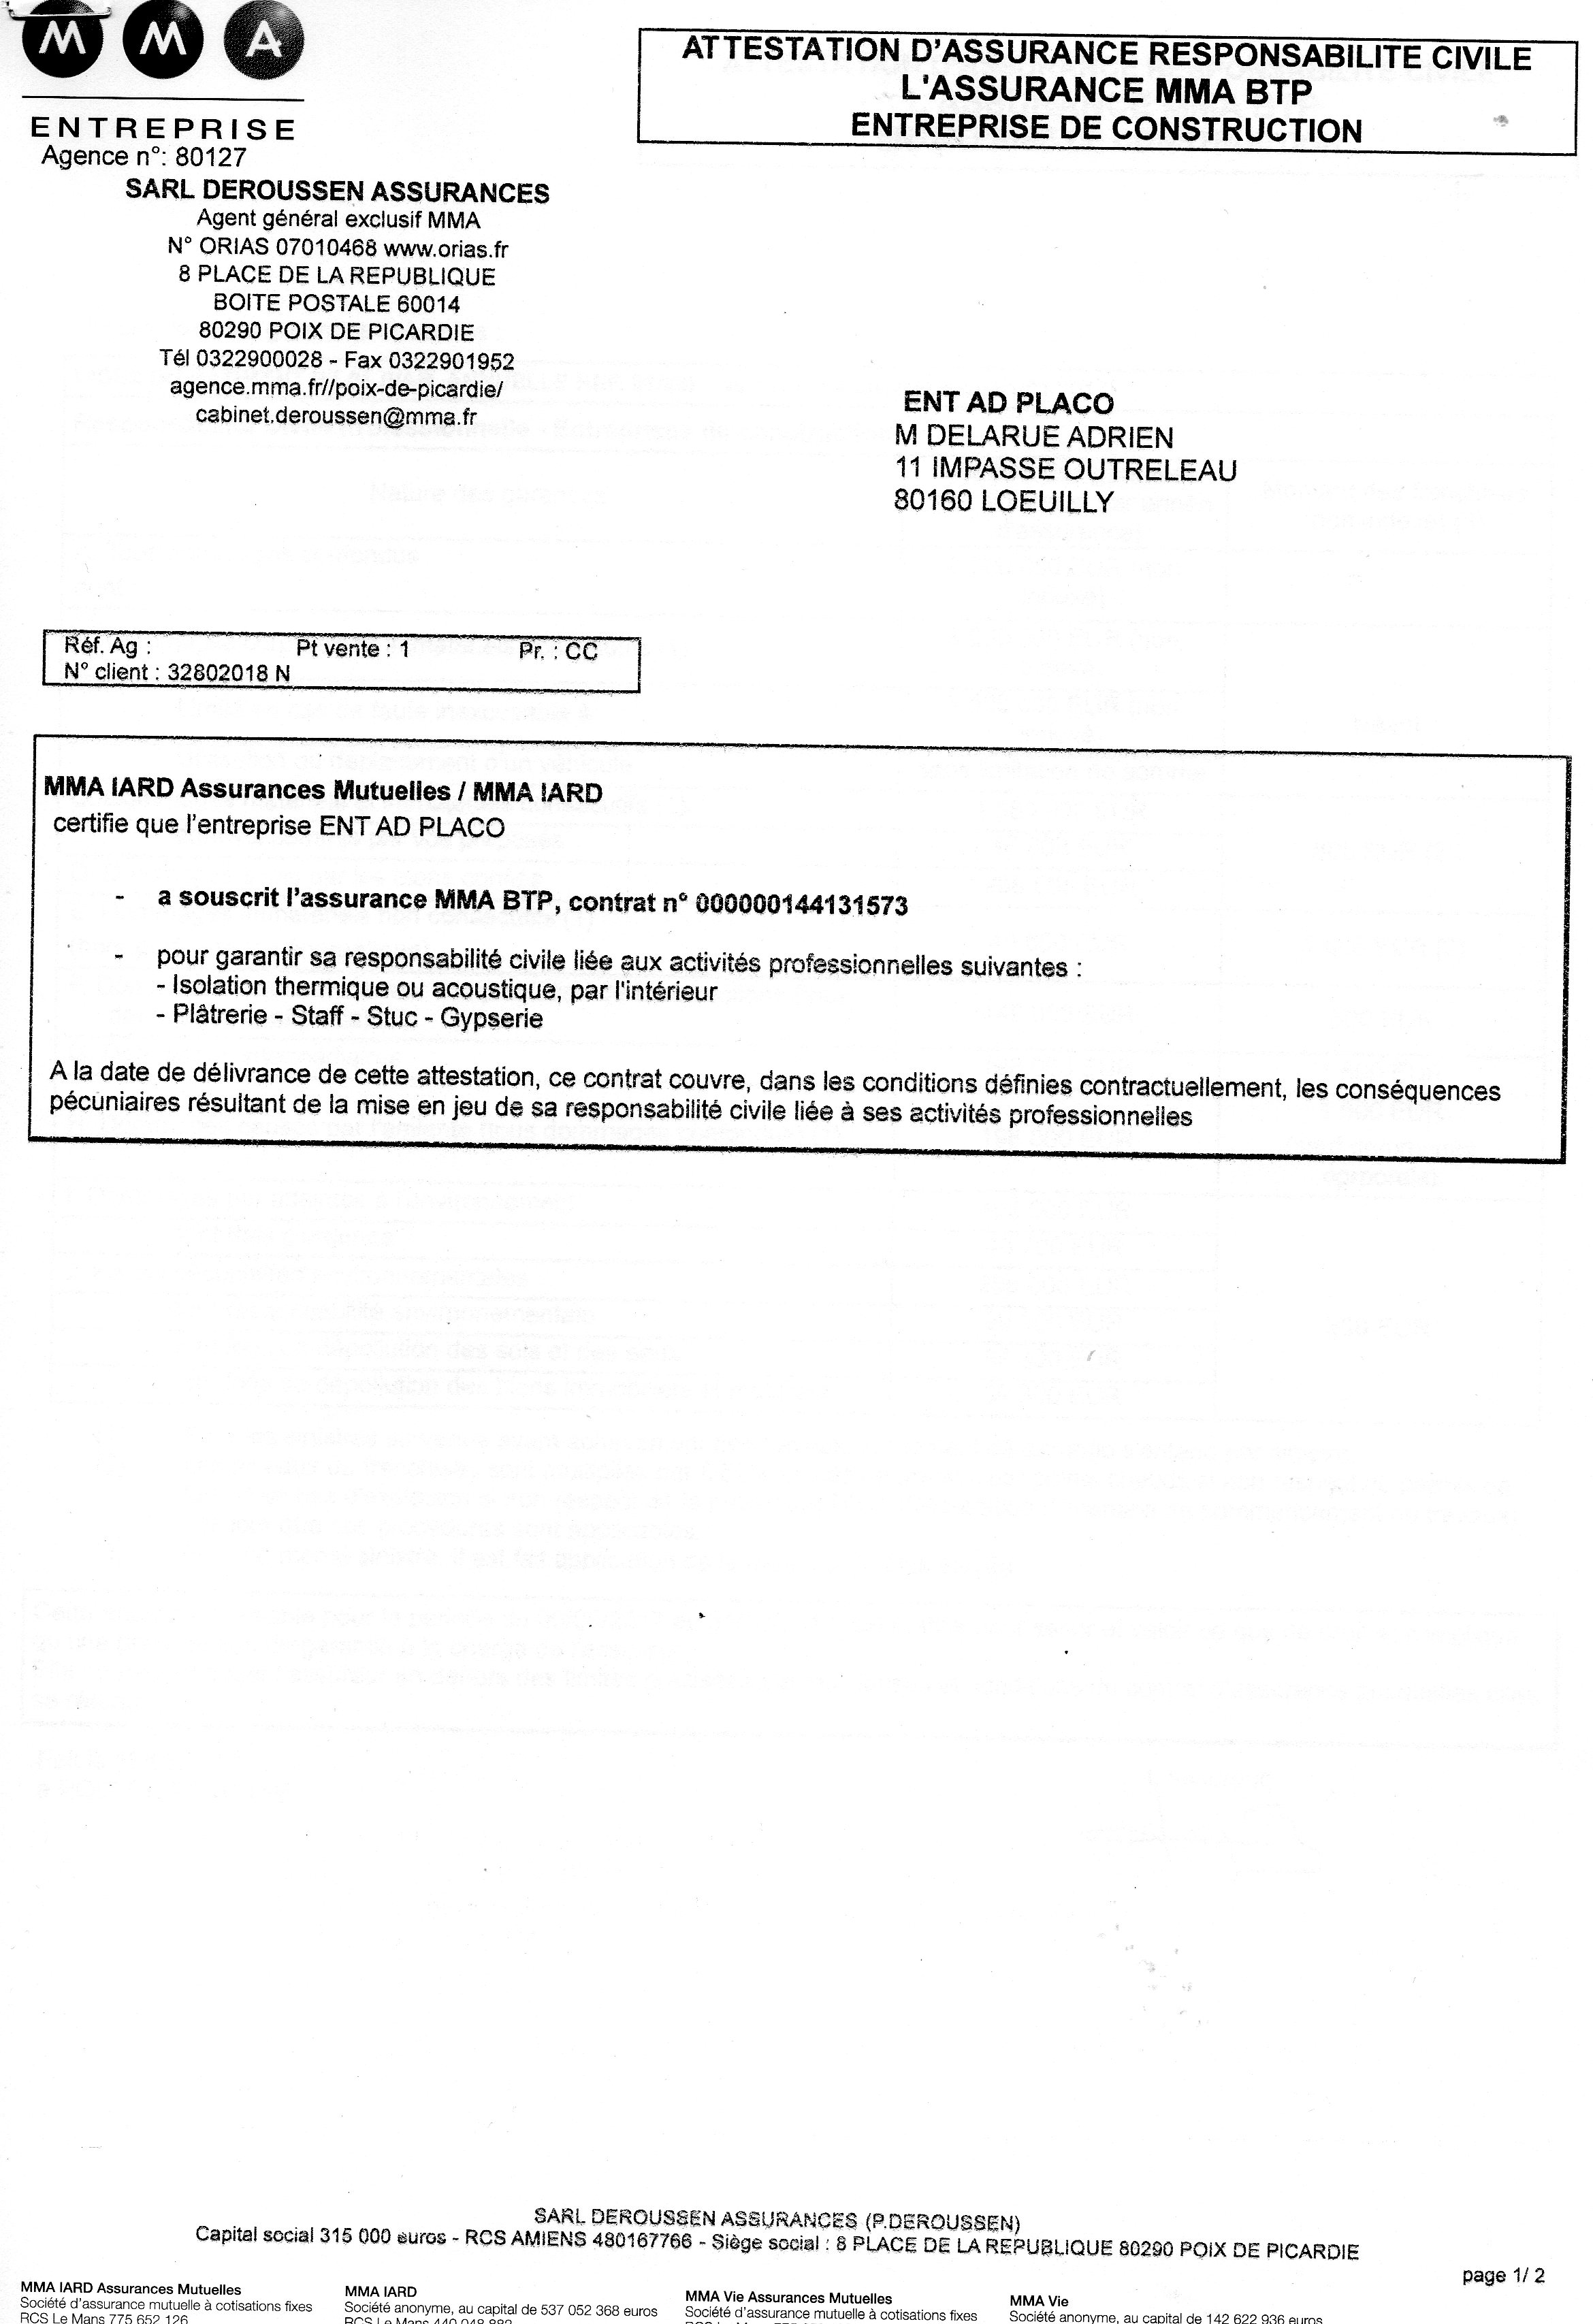 MMA
ENTREPRISE
Agence n°: 80127
SARL DEROUSSEN ASSURANCES
Agent général exclusif MMA
N° ORIAS 07010468 www.orias.fr
8 PLACE DE LA REPUBLIQUE
BOITE POSTALE 60014
80290 POIX DE PICARDIE
Tél 0322900028 - Fax 0322901952
agence.mma.fr//poix-de-picardie/
cabinet.deroussen@mma.fr
ATTESTATION D'ASSURANCE RESPONSABILITE CIVILE
L'ASSURANCE MMA BTP
ENTREPRISE DE CONSTRUCTION
ENT AD PLACO
M DELARUE ADRIEN
11 IMPASSE OUTRELEAU
80160 LOEUILLY
Réf. Ag : Pt vente : 1 Pr. : CC
N° client : 32802018 N
MMA IARD Assurances Mutuelles / MMA IARD
certifie que l'entreprise ENT AD PLACO
- a souscrit l'assurance MMA BTP, contrat n° 000000144131573
- pour garantir sa responsabilité civile liée aux activités professionnelles suivantes :
- Isolation thermique ou acoustique, par l'intérieur
- Plâtrerie - Staff - Stuc - Gypserie
A la date de délivrance de cette attestation, ce contrat couvre, dans les conditions définies contractuellement, les conséquences
pécuniaires résultant de la mise en jeu de sa responsabilité civile liée à ses activités professionnelles
SARL DEROUSSEN ASSURANCES (P.DEROUSSEN)
Capital social 315 000 euros - RCS AMIENS 480167766 - Siège social : 8 PLACE DE LA REPUBLIQUE 80290 POIX DE PICARDIE
page 1/ 2
MMA IARD Assurances Mutuelles
Société d'assurance mutuelle à cotisations fixes
RCS Le Mans 775 652 126
MMA IARD
Société anonyme, au capital de 537 052 368 euros
RCS Le Mans 440 048 882
MMA Vie Assurances Mutuelles
Société d'assurance mutuelle à cotisations fixes
MMA Vie
Société anonyme, au capital de 142 622 936 euros